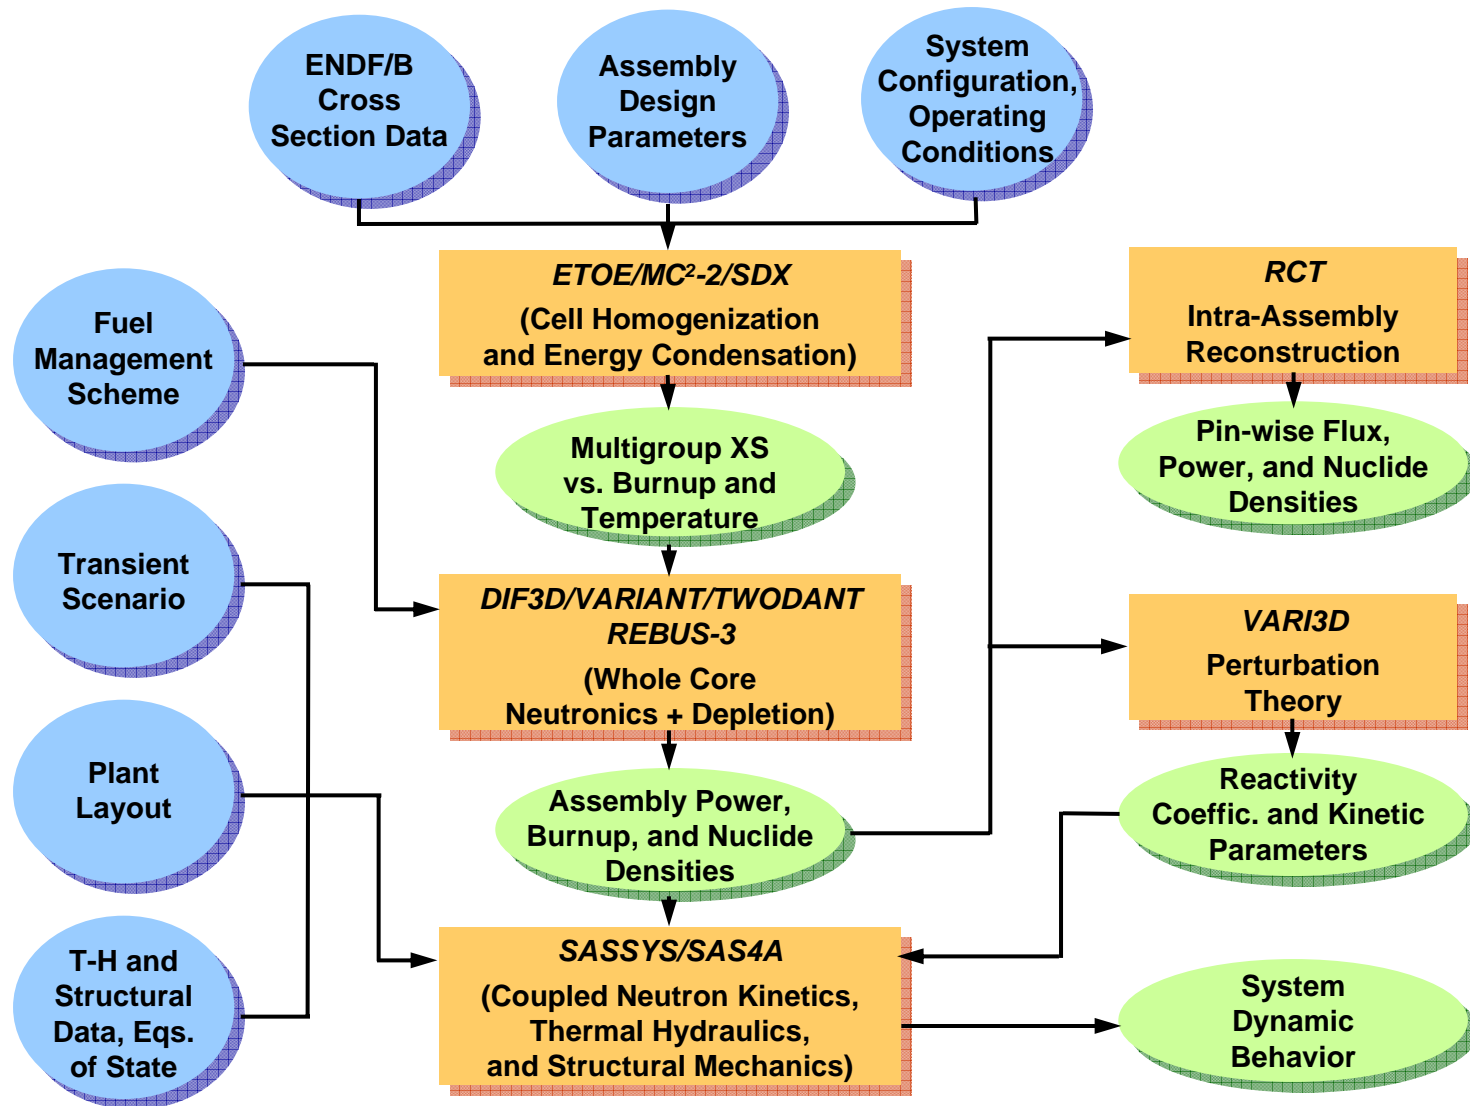 ENDF/B
Cross
Section Data
Assembly
Design
Parameters
System
Configuration,
Operating
Conditions
Fuel
Management
Scheme
ETOE/MC²-2/SDX
(Cell Homogenization
and Energy Condensation)
RCT
Intra-Assembly
Reconstruction
Multigroup XS
vs. Burnup and
Temperature
Pin-wise Flux,
Power, and Nuclide
Densities
Transient
Scenario
DIF3D/VARIANT/TWODANT
REBUS-3
(Whole Core
Neutronics + Depletion)
VARI3D
Perturbation
Theory
Plant
Layout
Assembly Power,
Burnup, and Nuclide
Densities
Reactivity
Coeffic. and Kinetic
Parameters
T-H and
Structural
Data, Eqs.
of State
SASSYS/SAS4A
(Coupled Neutron Kinetics,
Thermal Hydraulics,
and Structural Mechanics)
System
Dynamic
Behavior